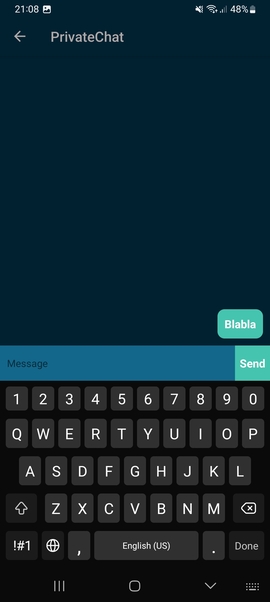 21:08 48%
PrivateChat
Blabla
Message Send
1 2 3 4 5 6 7 8 9 0
Q W E R T Y U I O P
A S D F G H J K L
Z X C V B N M
!#1 , English (US) . Done